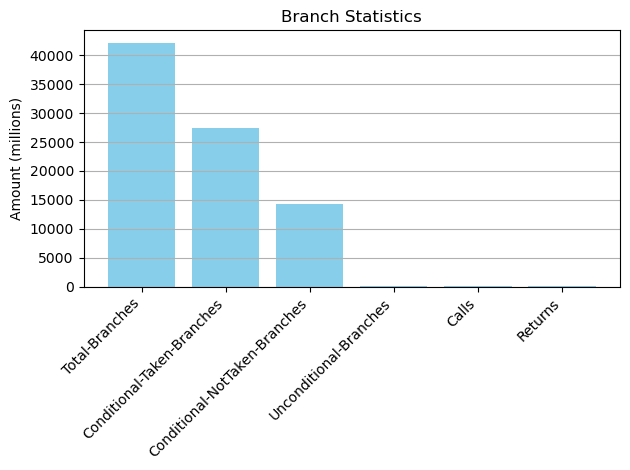 Branch Statistics
Amount (millions)
40000
35000
30000
25000
20000
15000
10000
5000
0
Total-Branches
Conditional-Taken-Branches
Conditional-NotTaken-Branches
Unconditional-Branches
Calls
Returns